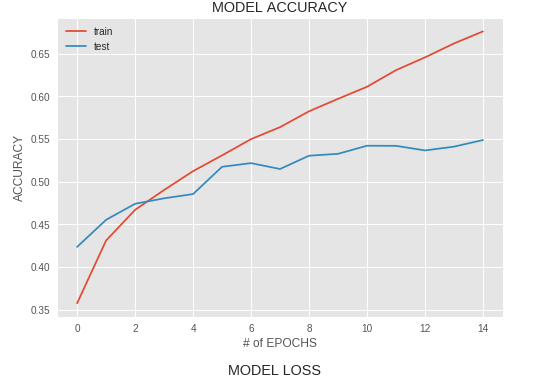 MODEL ACCURACY
train
test
0.65
0.60
0.55
0.50
0.45
0.40
0.35
ACCURACY
0 2 4 6 8 10 12 14
# of EPOCHS
MODEL LOSS